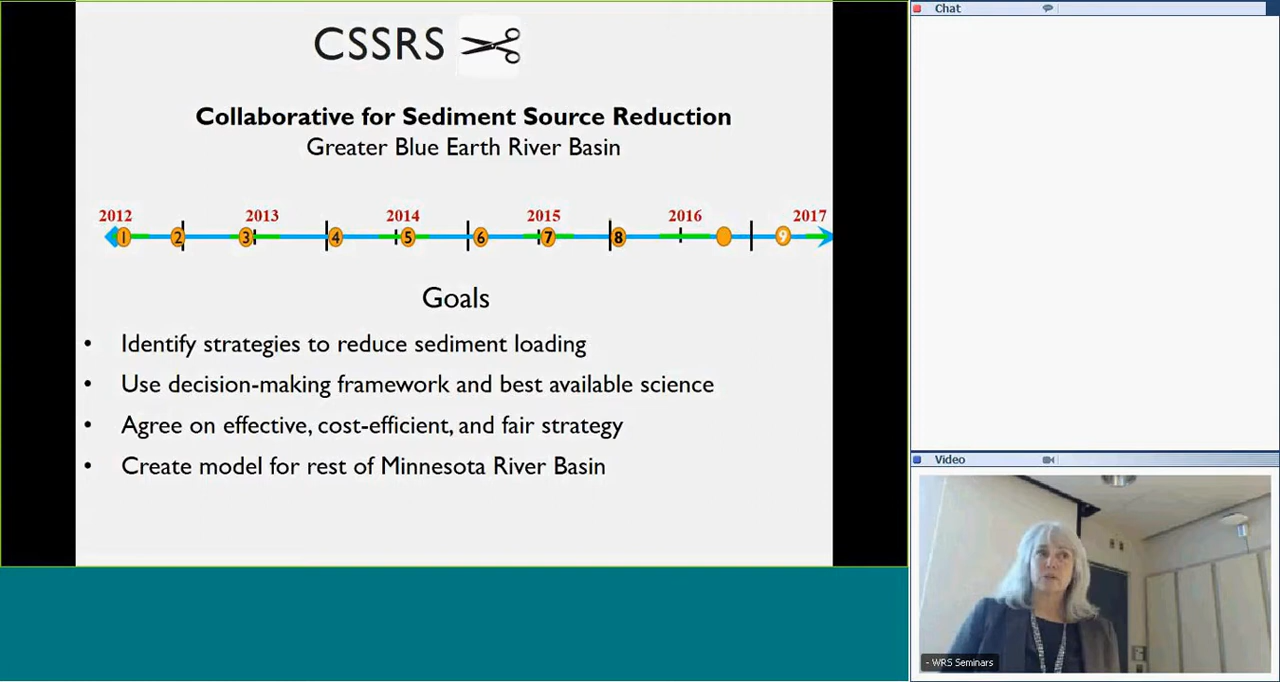 CSSRS
Collaborative for Sediment Source Reduction
Greater Blue Earth River Basin
2012 2013 2014 2015 2016 2017
1 2 3 4 5 6 7 8 9
Goals
• Identify strategies to reduce sediment loading
• Use decision-making framework and best available science
• Agree on effective, cost-efficient, and fair strategy
• Create model for rest of Minnesota River Basin
Chat
Video
- WRS Seminars